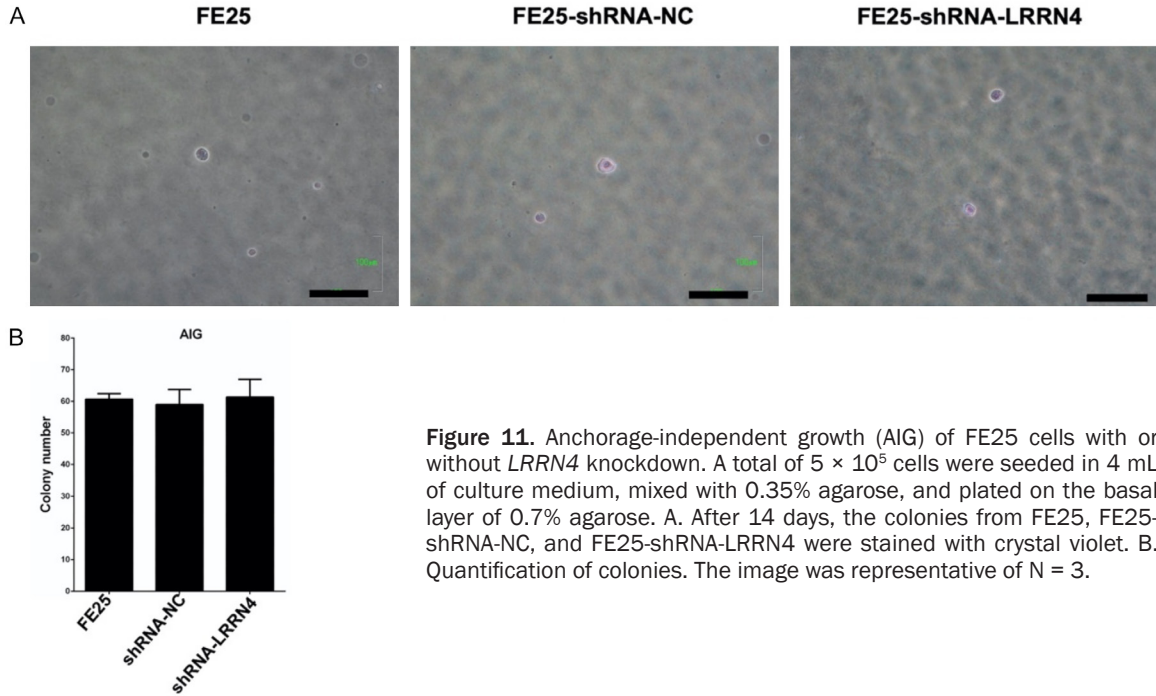 A
FE25
FE25-shRNA-NC
FE25-shRNA-LRRN4
100um
100um
B
AIG
Colony number
80
70
60
50
40
30
20
10
0
FE25
shRNA-NC
shRNA-LRRN4
Figure 11. Anchorage-independent growth (AIG) of FE25 cells with or
without LRRN4 knockdown. A total of 5 × 10⁵ cells were seeded in 4 mL
of culture medium, mixed with 0.35% agarose, and plated on the basal
layer of 0.7% agarose. A. After 14 days, the colonies from FE25, FE25-
shRNA-NC, and FE25-shRNA-LRRN4 were stained with crystal violet. B.
Quantification of colonies. The image was representative of N = 3.